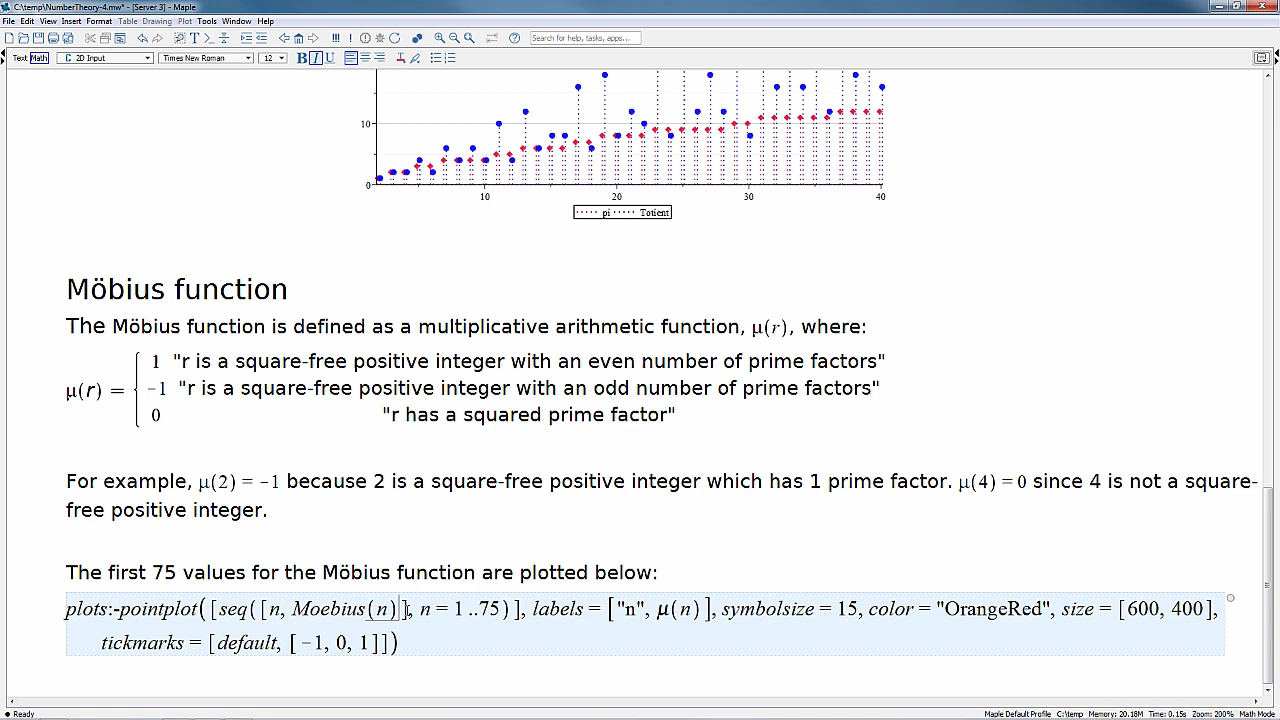 C:\temp\NumberTheory-4.mw* - [Server 3] - Maple
File Edit View Insert Format Table Drawing Plot Tools Window Help
Search for help, tasks, apps...
Text Math C 2D Input Times New Roman 12 B I U
10
0
10 20 30 40
pi Totient
Möbius function
The Möbius function is defined as a multiplicative arithmetic function, μ(r), where:
1 "r is a square-free positive integer with an even number of prime factors"
μ(r) = { −1 "r is a square-free positive integer with an odd number of prime factors"
0 "r has a squared prime factor"
For example, μ(2) = −1 because 2 is a square-free positive integer which has 1 prime factor. μ(4) = 0 since 4 is not a square-
free positive integer.
The first 75 values for the Möbius function are plotted below:
plots:-pointplot([seq([n, Moebius(n)], n = 1 ..75)], labels = ["n", μ(n)], symbolsize = 15, color = "OrangeRed", size = [600, 400],
tickmarks = [default, [−1, 0, 1]])
Ready Maple Default Profile C:\temp Memory: 20.18M Time: 0.15s Zoom: 200% Math Mode